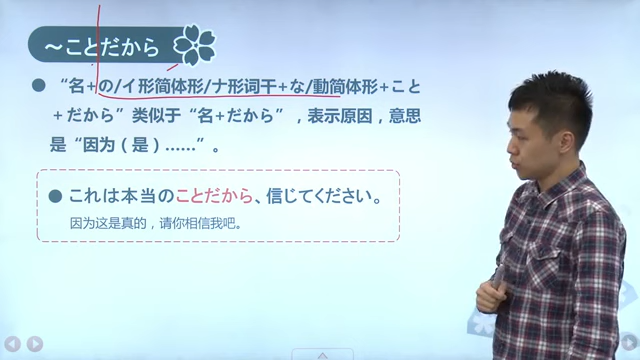 ～ことだから
● “名+の/イ形简体形/ナ形词干+な/動简体形+こと
+だから”类似于“名+だから”，表示原因，意思
是“因为（是）……”。
● これは本当のことだから、信じてください。
因为这是真的，请你相信我吧。